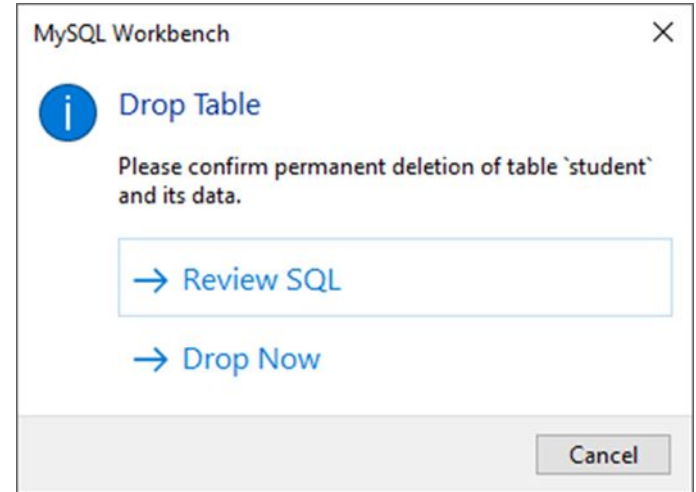 MySQL Workbench
Drop Table
Please confirm permanent deletion of table `student`
and its data.
Review SQL
Drop Now
Cancel